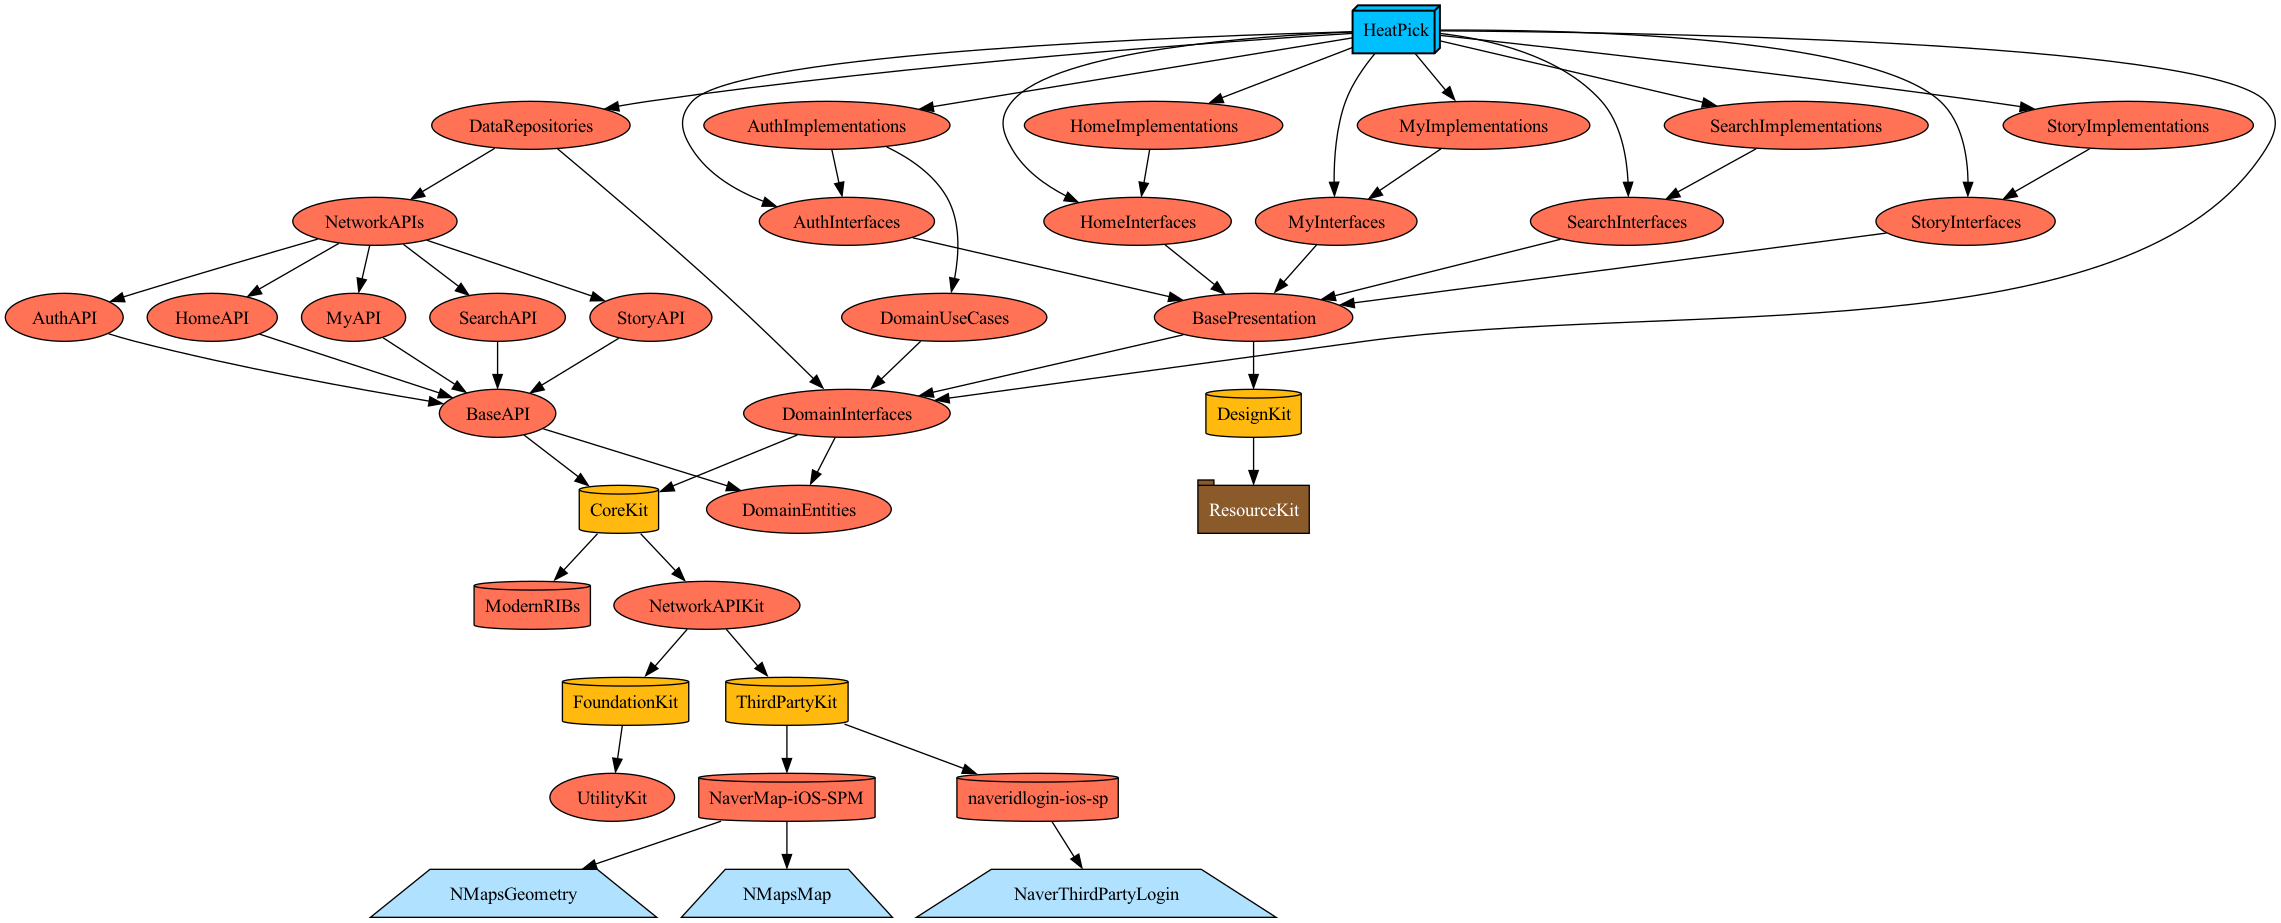 HeatPick
DataRepositories
AuthImplementations
HomeImplementations
MyImplementations
SearchImplementations
StoryImplementations
NetworkAPIs
AuthInterfaces
HomeInterfaces
MyInterfaces
SearchInterfaces
StoryInterfaces
AuthAPI
HomeAPI
MyAPI
SearchAPI
StoryAPI
DomainUseCases
BasePresentation
BaseAPI
DomainInterfaces
DesignKit
CoreKit
DomainEntities
ResourceKit
ModernRIBs
NetworkAPIKit
FoundationKit
ThirdPartyKit
UtilityKit
NaverMap-iOS-SPM
naveridlogin-ios-sp
NMapsGeometry
NMapsMap
NaverThirdPartyLogin